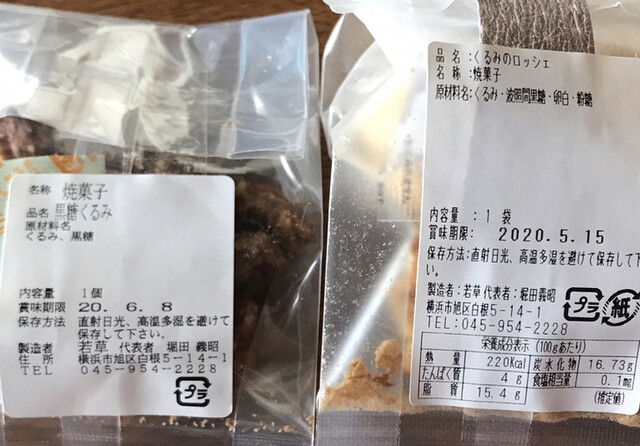 名称 焼菓子
品名 黒糖くるみ
原材料名
くるみ、黒糖
内容量 1個
賞味期限 20. 6. 8
保存方法 直射日光、高温多湿を避けて
保存して下さい。
製造者 若草 代表者 堀田 義昭
住所 横浜市旭区白根5-14-1
TEL 045-954-2228
プラ
品 名 :くるみのロッシェ
名 称 :焼菓子
原材料名:くるみ・波照間黒糖・卵白・粉糖
内容量 :1 袋
賞味期限: 2020.5.15
保存方法:直射日光、高温多湿を避けて保存して下
製造者:若草 代表者:堀田義昭
横浜市旭区白根5-14-1
TEL:045-954-2228
プラ 紙
栄養成分表示 (100gあたり)
熱 量 220Kcal 炭水化物 16.73g
たんぱく質 4g 食塩相当量 0.1mg
脂 質 15.4g (推定値)